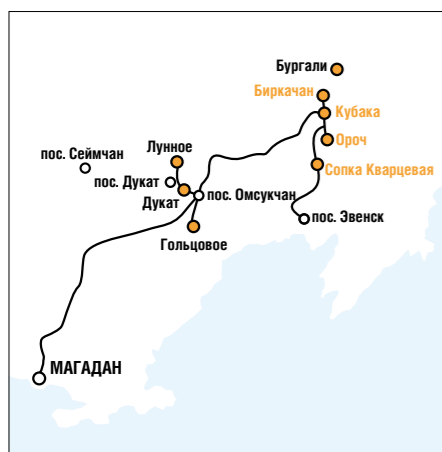 Бургали
Биркачан
Кубака
Ороч
Лунное
пос. Сеймчан
Сопка Кварцевая
пос. Дукат
Дукат
пос. Омсукчан
пос. Эвенск
Гольцовое
МАГАДАН